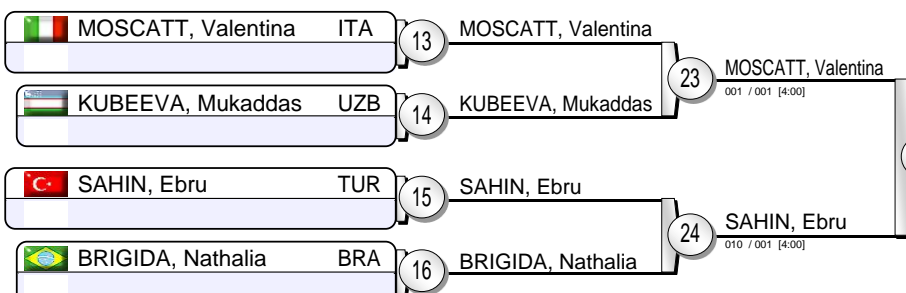 MOSCATT, Valentina ITA
13
MOSCATT, Valentina
KUBEEVA, Mukaddas UZB
14
KUBEEVA, Mukaddas
23
MOSCATT, Valentina
001 / 001 [4:00]
SAHIN, Ebru TUR
15
SAHIN, Ebru
BRIGIDA, Nathalia BRA
16
BRIGIDA, Nathalia
24
SAHIN, Ebru
010 / 001 [4:00]